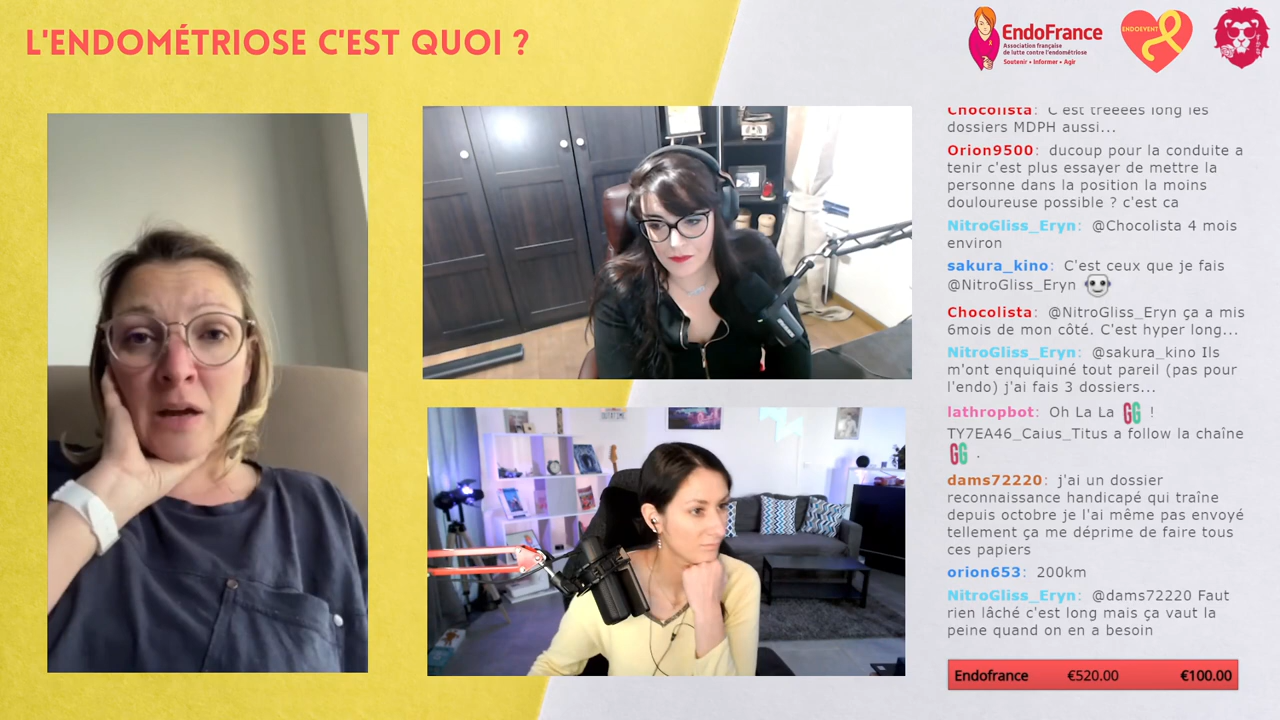 L'ENDOMÉTRIOSE C'EST QUOI ?
EndoFrance
Association française
de lutte contre l'endométriose
Soutenir • Informer • Agir
ENDOEVENT
Chocolista: C'est treeees long les
dossiers MDPH aussi...
Orion9500: ducoup pour la conduite a
tenir c'est plus essayer de mettre la
personne dans la position la moins
douloureuse possible ? c'est ca
NitroGliss_Eryn: @Chocolista 4 mois
environ
sakura_kino: C'est ceux que je fais
@NitroGliss_Eryn
Chocolista: @NitroGliss_Eryn ça a mis
6mois de mon côté. C'est hyper long...
NitroGliss_Eryn: @sakura_kino Ils
m'ont enquiquiné tout pareil (pas pour
l'endo) j'ai fais 3 dossiers...
lathropbot: Oh La La GG !
TY7EA46_Caius_Titus a follow la chaîne
GG .
dams72220: j'ai un dossier
reconnaissance handicapé qui traîne
depuis octobre je l'ai même pas envoyé
tellement ça me déprime de faire tous
ces papiers
orion653: 200km
NitroGliss_Eryn: @dams72220 Faut
rien lâché c'est long mais ça vaut la
peine quand on en a besoin
Endofrance €520.00 €100.00